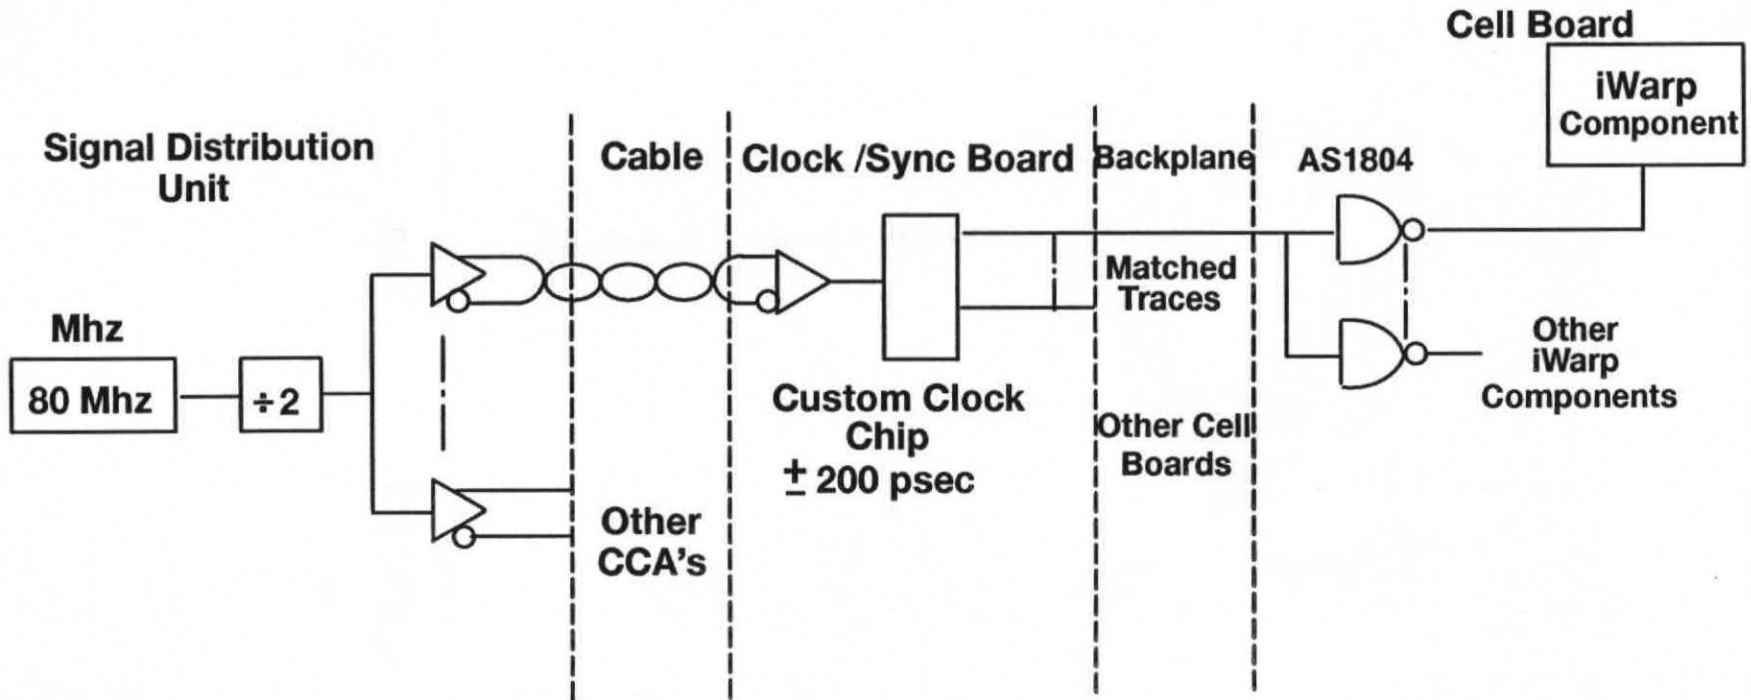 Cell Board
iWarp
Component
Signal Distribution
Unit
Cable
Clock /Sync Board
Backplane
AS1804
Matched
Traces
Mhz
80 Mhz
÷2
Custom Clock
Chip
± 200 psec
Other Cell
Boards
Other
iWarp
Components
Other
CCA's